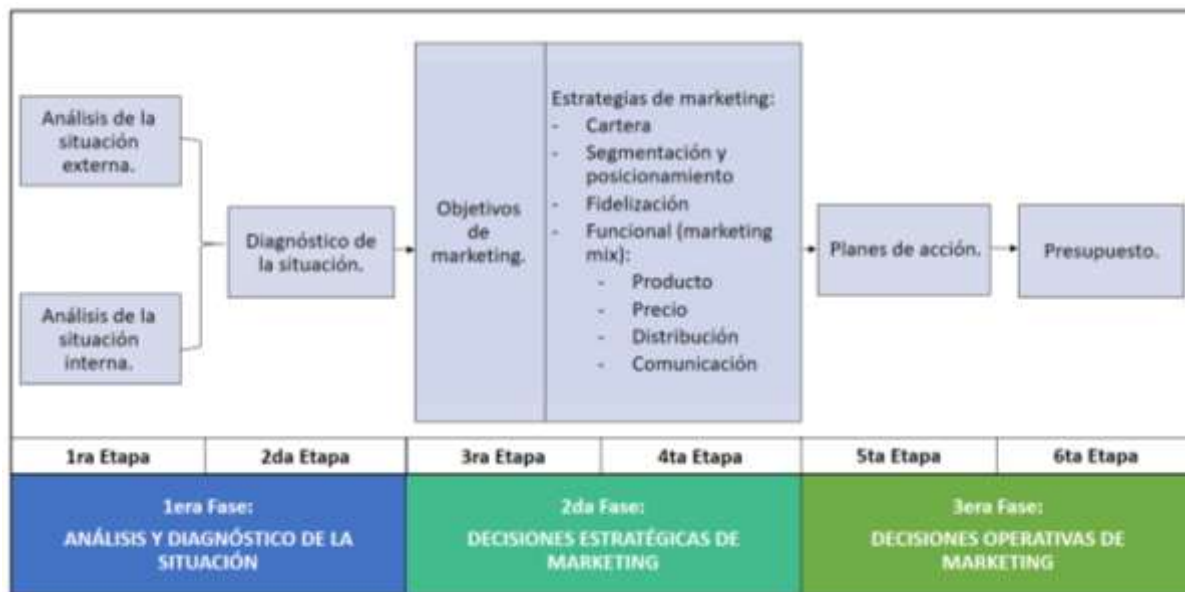 Análisis de la
situación
externa.
Análisis de la
situación
interna.
Diagnóstico de
la situación.
Objetivos
de
marketing.
Estrategias de marketing:
- Cartera
- Segmentación y
posicionamiento
- Fidelización
- Funcional (marketing
mix):
- Producto
- Precio
- Distribución
- Comunicación
Planes de acción.
Presupuesto.
1ra Etapa
2da Etapa
3ra Etapa
4ta Etapa
5ta Etapa
6ta Etapa
1era Fase:
ANÁLISIS Y DIAGNÓSTICO DE LA
SITUACIÓN
2da Fase:
DECISIONES ESTRATÉGICAS DE
MARKETING
3era Fase:
DECISIONES OPERATIVAS DE
MARKETING